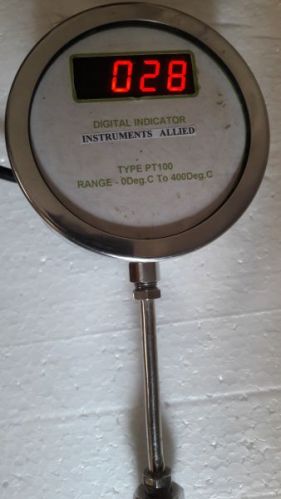 028
DIGITAL INDICATOR
INSTRUMENTS ALLIED
TYPE PT100
RANGE - 0Deg.C To 400Deg.C